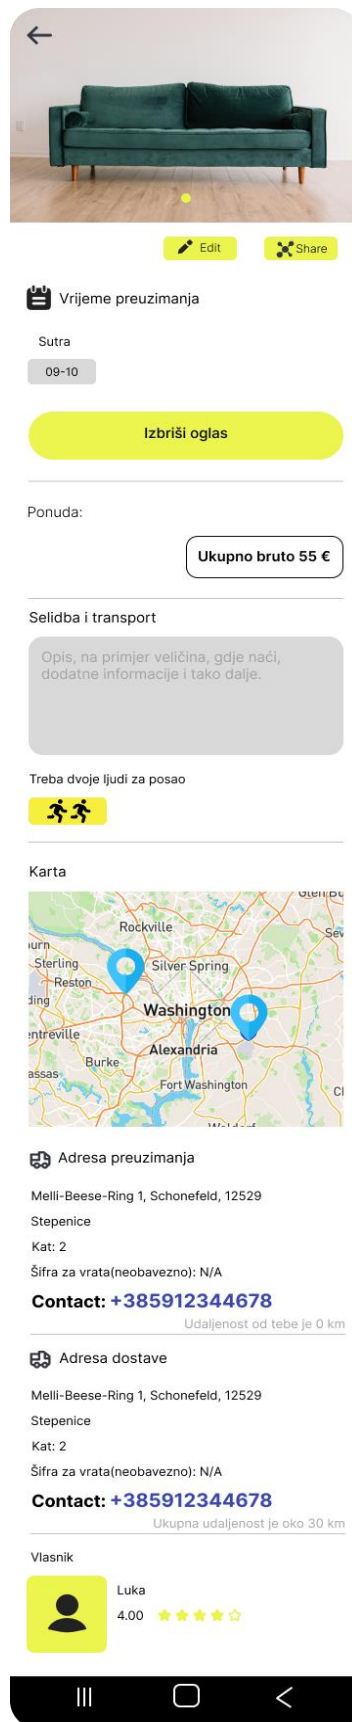 Edit
Share
Vrijeme preuzimanja
Sutra
09-10
Izbriši oglas
Ponuda:
Ukupno bruto 55 €
Selidba i transport
Opis, na primjer veličina, gdje naći,
dodatne informacije i tako dalje.
Treba dvoje ljudi za posao
Karta
Rockville
Sterling
Silver Spring
Reston
Washington
Alexandria
Burke
Fort Washington
Adresa preuzimanja
Melli-Beese-Ring 1, Schonefeld, 12529
Stepenice
Kat: 2
Šifra za vrata(neobavezno): N/A
Contact: +385912344678
Udaljenost od tebe je 0 km
Adresa dostave
Melli-Beese-Ring 1, Schonefeld, 12529
Stepenice
Kat: 2
Šifra za vrata(neobavezno): N/A
Contact: +385912344678
Ukupna udaljenost je oko 30 km
Vlasnik
Luka
4.00